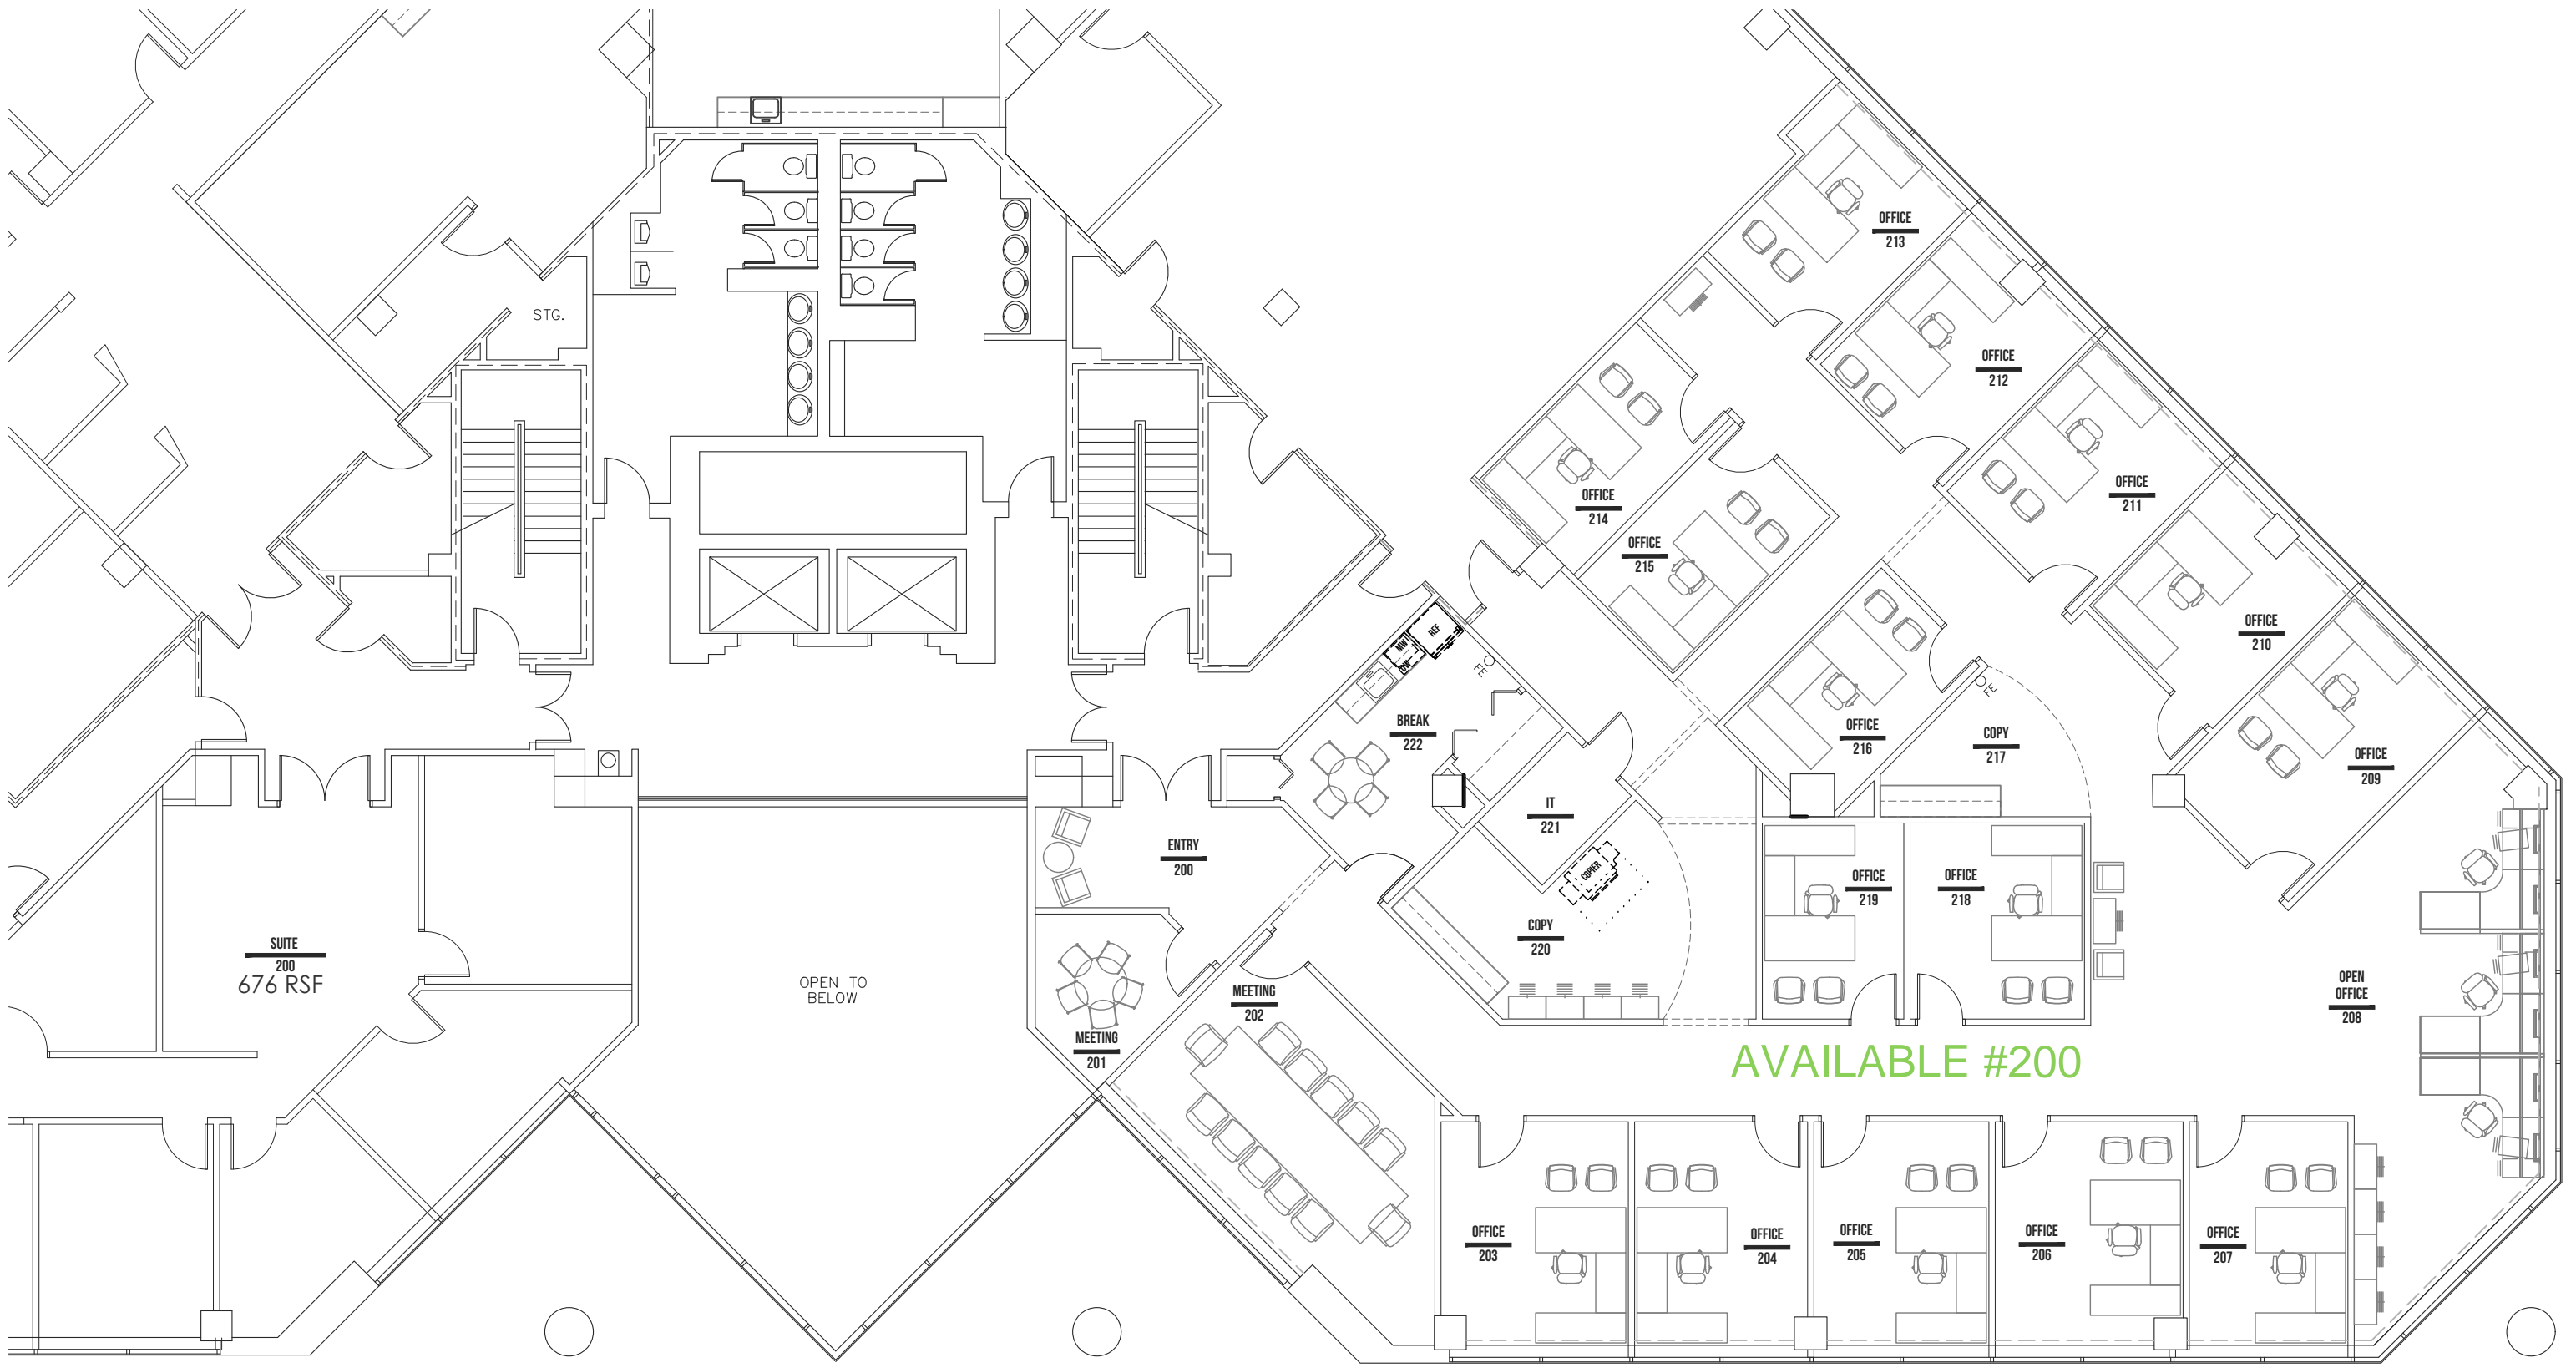 OFFICE
213
STG.
OFFICE
212
OFFICE
211
OFFICE
214
OFFICE
215
OFFICE
210
REF
MW
DW
FE
FE
BREAK
222
OFFICE
216
COPY
217
OFFICE
209
IT
221
ENTRY
200
COPIER
OFFICE
219
OFFICE
218
COPY
220
SUITE
200
676 RSF
OPEN TO
BELOW
MEETING
202
OPEN
OFFICE
208
MEETING
201
AVAILABLE #200
OFFICE
203
OFFICE
204
OFFICE
205
OFFICE
206
OFFICE
207